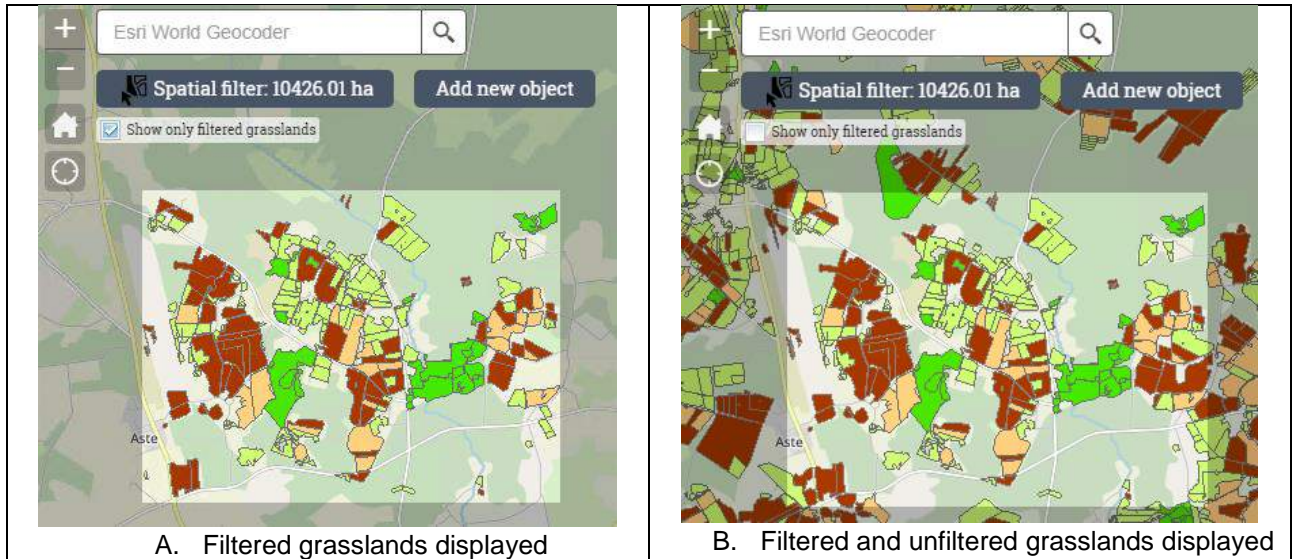 Esri World Geocoder
Spatial filter: 10426.01 ha Add new object
Show only filtered grasslands
Aste
A. Filtered grasslands displayed
Esri World Geocoder
Spatial filter: 10426.01 ha Add new object
Show only filtered grasslands
Aste
B. Filtered and unfiltered grasslands displayed